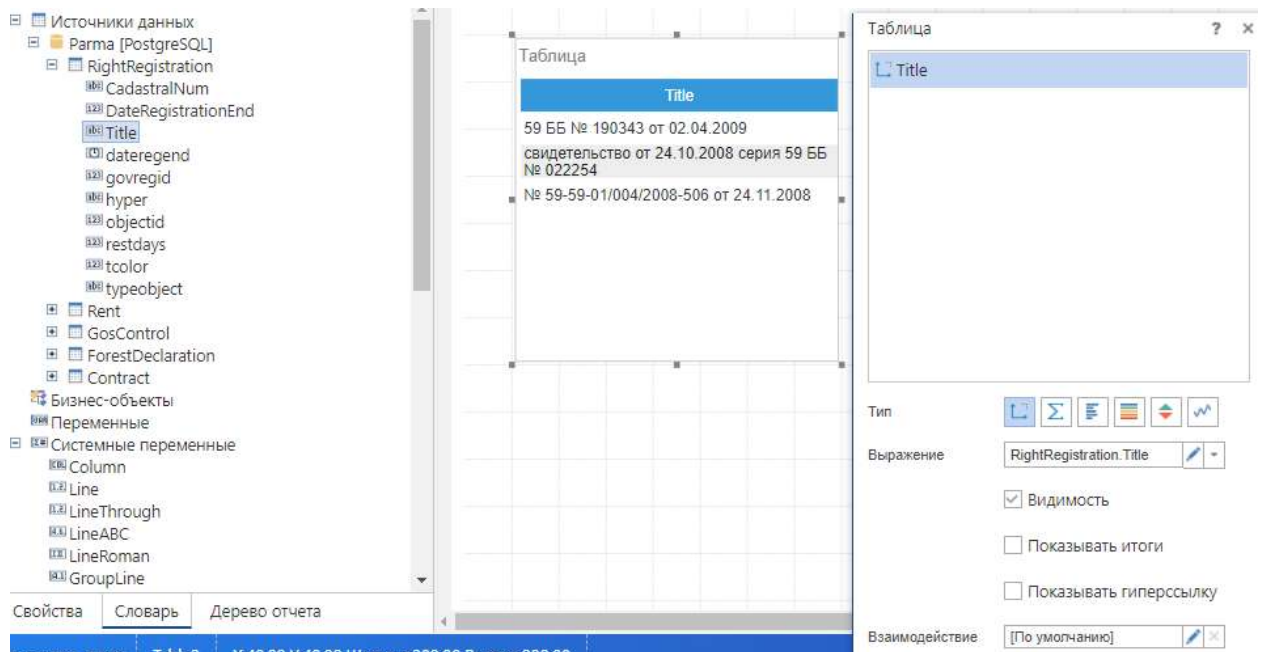 Источники данных
Parma [PostgreSQL]
RightRegistration
CadastralNum
DateRegistrationEnd
Title
dateregend
govregid
hyper
objectid
restdays
tcolor
typeobject
Rent
GosControl
ForestDeclaration
Contract
Бизнес-объекты
Переменные
Системные переменные
Column
Line
LineThrough
LineABC
LineRoman
GroupLine
Свойства Словарь Дерево отчета
Таблица
Title
59 ББ № 190343 от 02.04.2009
свидетельство от 24.10.2008 серия 59 ББ
№ 022254
№ 59-59-01/004/2008-506 от 24.11.2008
Таблица ? ×
Title
Тип
Выражение RightRegistration.Title
Видимость
Показывать итоги
Показывать гиперссылку
Взаимодействие [По умолчанию]